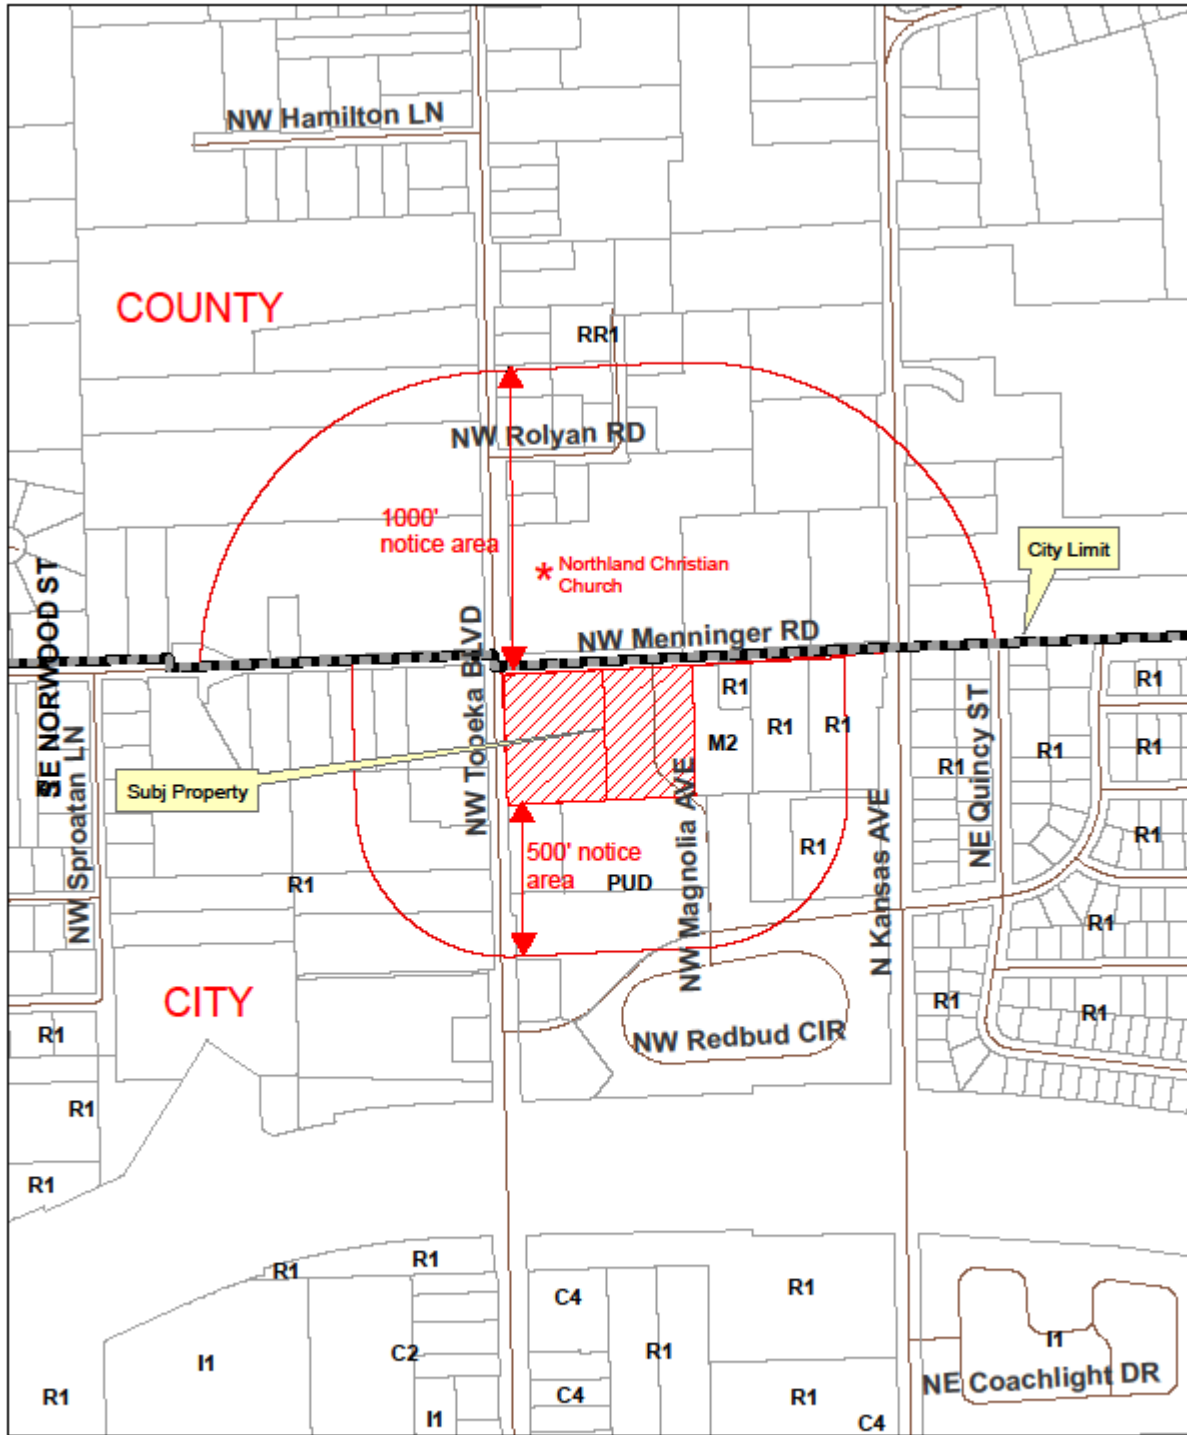 NW Hamilton LN
COUNTY
RR1
NW Rolyan RD
1000'
notice area
Northland Christian
Church
City Limit
NW Menninger RD
SE NORWOOD ST
NW Topeka BLVD
R1
R1
R1
R1
M2
R1
R1
R1
R1
Subj Property
NW Sproatan LN
NW Magnolia AVE
N Kansas AVE
NE Quincy ST
500' notice
area
PUD
R1
R1
R1
R1
CITY
R1
R1
R1
NW Redbud CIR
R1
R1
R1
R1
C4
R1
I1
C2
R1
I1
NE Coachlight DR
R1
I1
C4
R1
C4